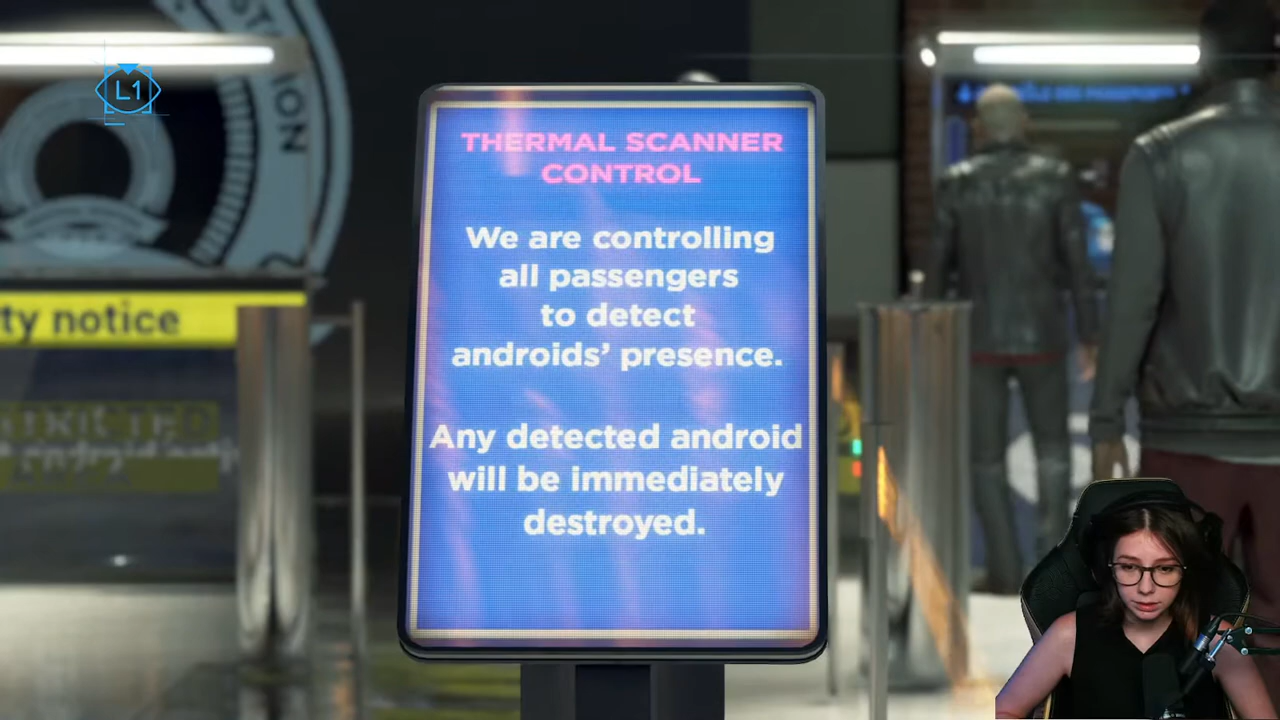 L1
THERMAL SCANNER
CONTROL
We are controlling
all passengers
to detect
androids' presence.
Any detected android
will be immediately
destroyed.
ty notice